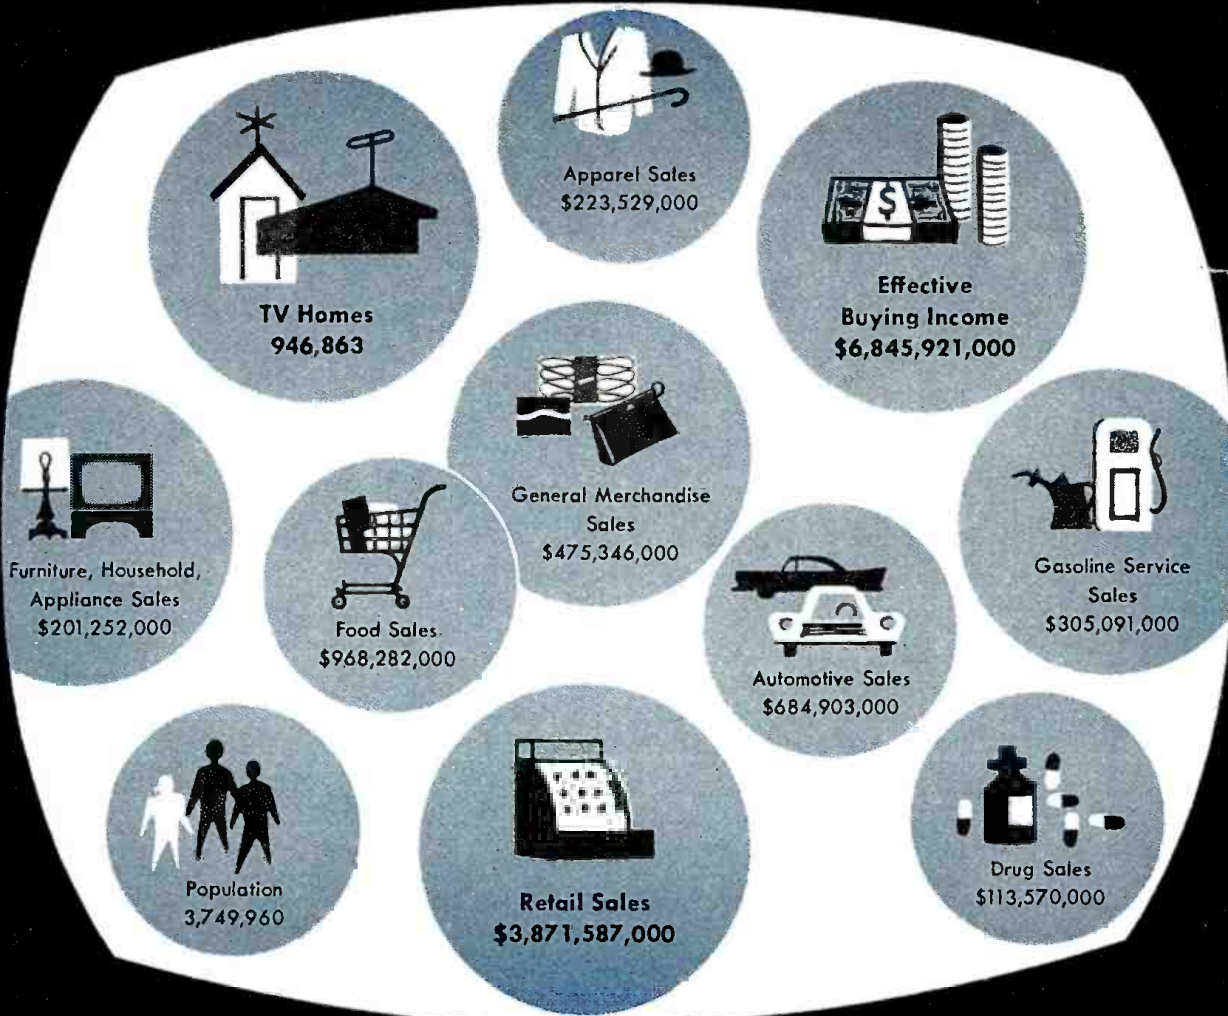 Apparel Sales
$223,529,000
TV Homes
946,863
Effective
Buying Income
$6,845,921,000
General Merchandise
Sales
$475,346,000
Furniture, Household,
Appliance Sales
$201,252,000
Food Sales
$968,282,000
Gasoline Service
Sales
$305,091,000
Automotive Sales
$684,903,000
Population
3,749,960
Retail Sales
$3,871,587,000
Drug Sales
$113,570,000